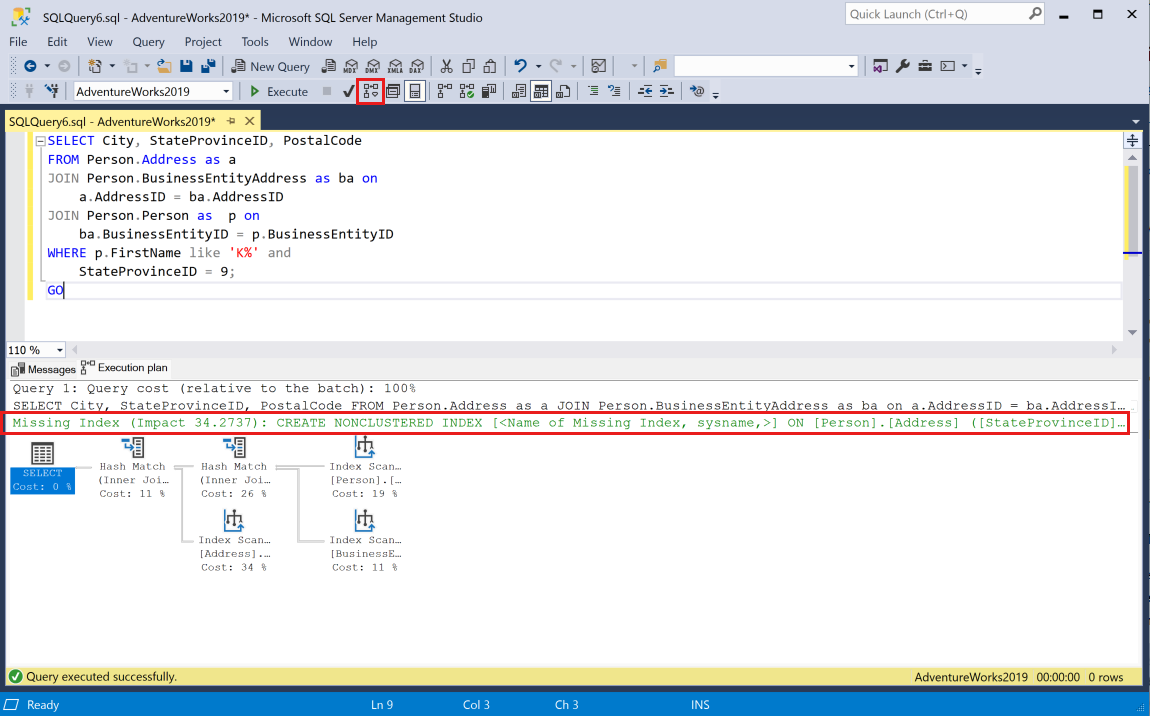 SQLQuery6.sql - AdventureWorks2019* - Microsoft SQL Server Management Studio
Quick Launch (Ctrl+Q)
File Edit View Query Project Tools Window Help
New Query MDX DMX XMLA DAX
AdventureWorks2019 Execute
SQLQuery6.sql - AdventureWorks2019*
SELECT City, StateProvinceID, PostalCode
FROM Person.Address as a
JOIN Person.BusinessEntityAddress as ba on
a.AddressID = ba.AddressID
JOIN Person.Person as  p on
ba.BusinessEntityID = p.BusinessEntityID
WHERE p.FirstName like 'K%' and
StateProvinceID = 9;
GO
110 %
Messages Execution plan
Query 1: Query cost (relative to the batch): 100%
SELECT City, StateProvinceID, PostalCode FROM Person.Address as a JOIN Person.BusinessEntityAddress as ba on a.AddressID = ba.AddressI…
Missing Index (Impact 34.2737): CREATE NONCLUSTERED INDEX [<Name of Missing Index, sysname,>] ON [Person].[Address] ([StateProvinceID]…
SELECT
Cost: 0 %
Hash Match
(Inner Joi…
Cost: 11 %
Hash Match
(Inner Joi…
Cost: 26 %
Index Scan…
[Person].[…
Cost: 19 %
Index Scan…
[Address].…
Cost: 34 %
Index Scan…
[BusinessE…
Cost: 11 %
Query executed successfully. AdventureWorks2019 00:00:00 0 rows
Ready Ln 9 Col 3 Ch 3 INS